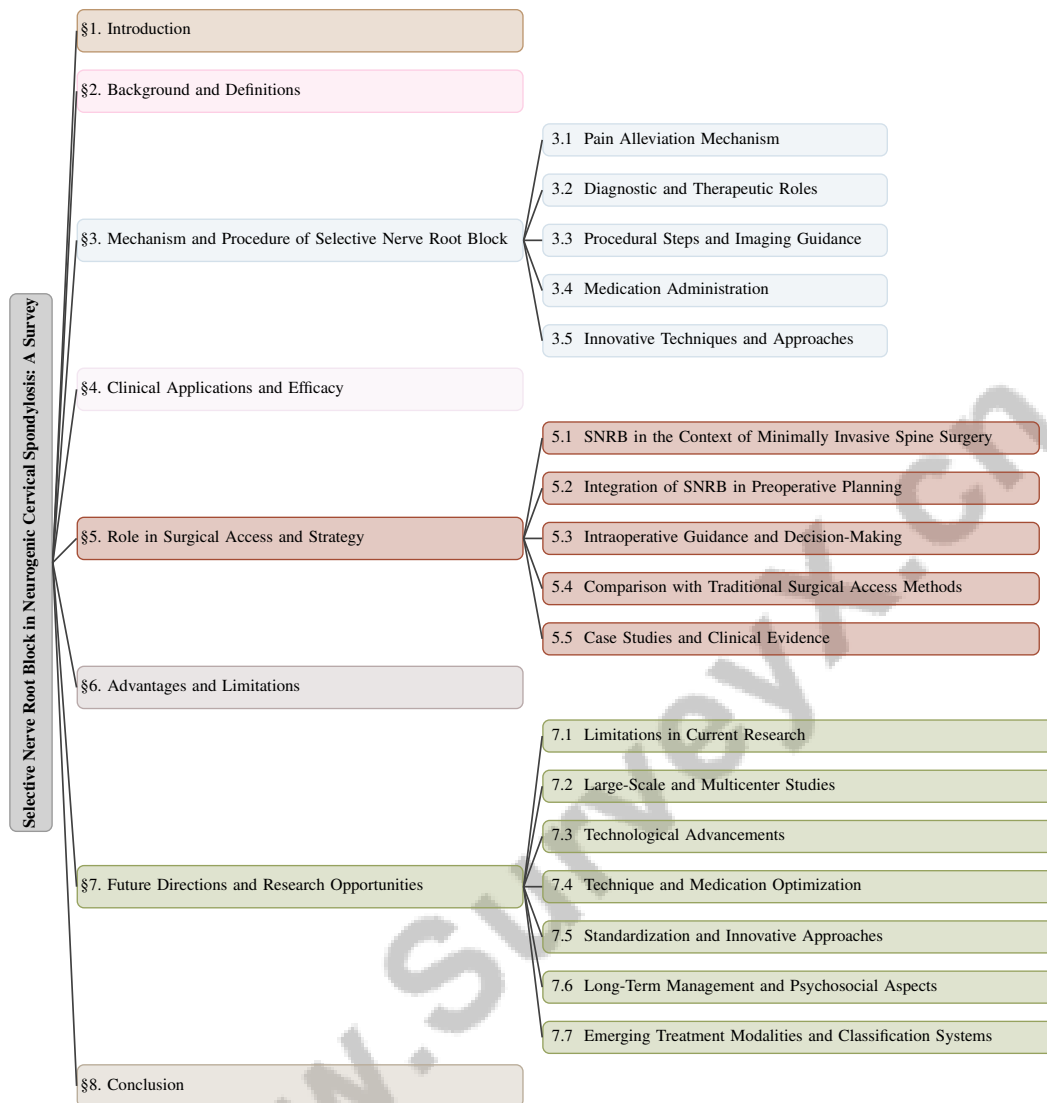 Selective Nerve Root Block in Neurogenic Cervical Spondylosis: A Survey
§1. Introduction
§2. Background and Definitions
§3. Mechanism and Procedure of Selective Nerve Root Block
3.1 Pain Alleviation Mechanism
3.2 Diagnostic and Therapeutic Roles
3.3 Procedural Steps and Imaging Guidance
3.4 Medication Administration
3.5 Innovative Techniques and Approaches
§4. Clinical Applications and Efficacy
§5. Role in Surgical Access and Strategy
5.1 SNRB in the Context of Minimally Invasive Spine Surgery
5.2 Integration of SNRB in Preoperative Planning
5.3 Intraoperative Guidance and Decision-Making
5.4 Comparison with Traditional Surgical Access Methods
5.5 Case Studies and Clinical Evidence
§6. Advantages and Limitations
§7. Future Directions and Research Opportunities
7.1 Limitations in Current Research
7.2 Large-Scale and Multicenter Studies
7.3 Technological Advancements
7.4 Technique and Medication Optimization
7.5 Standardization and Innovative Approaches
7.6 Long-Term Management and Psychosocial Aspects
7.7 Emerging Treatment Modalities and Classification Systems
§8. Conclusion
w.SurveyX.cn